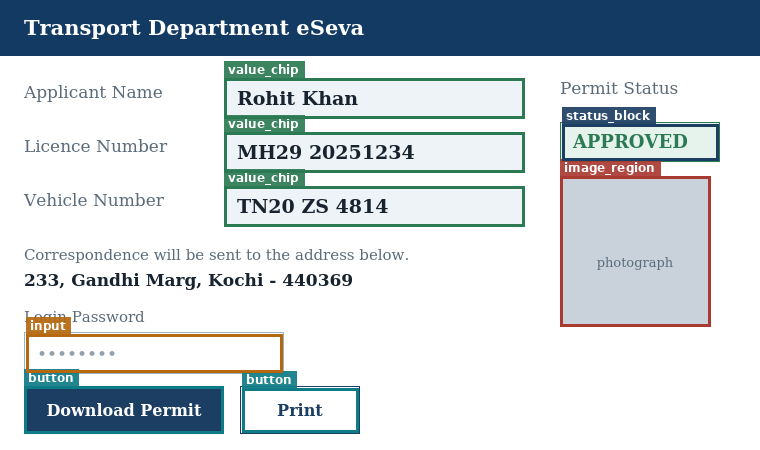 Transport Department eSeva
value_chip
Applicant Name
Rohit Khan
value_chip
Licence Number
MH29 20251234
value_chip
Vehicle Number
TN20 ZS 4814
Permit Status
status_block
APPROVED
image_region
photograph
Correspondence will be sent to the address below.
233, Gandhi Marg, Kochi - 440369
Login Password
input
••••••••
button
Download Permit
button
Print